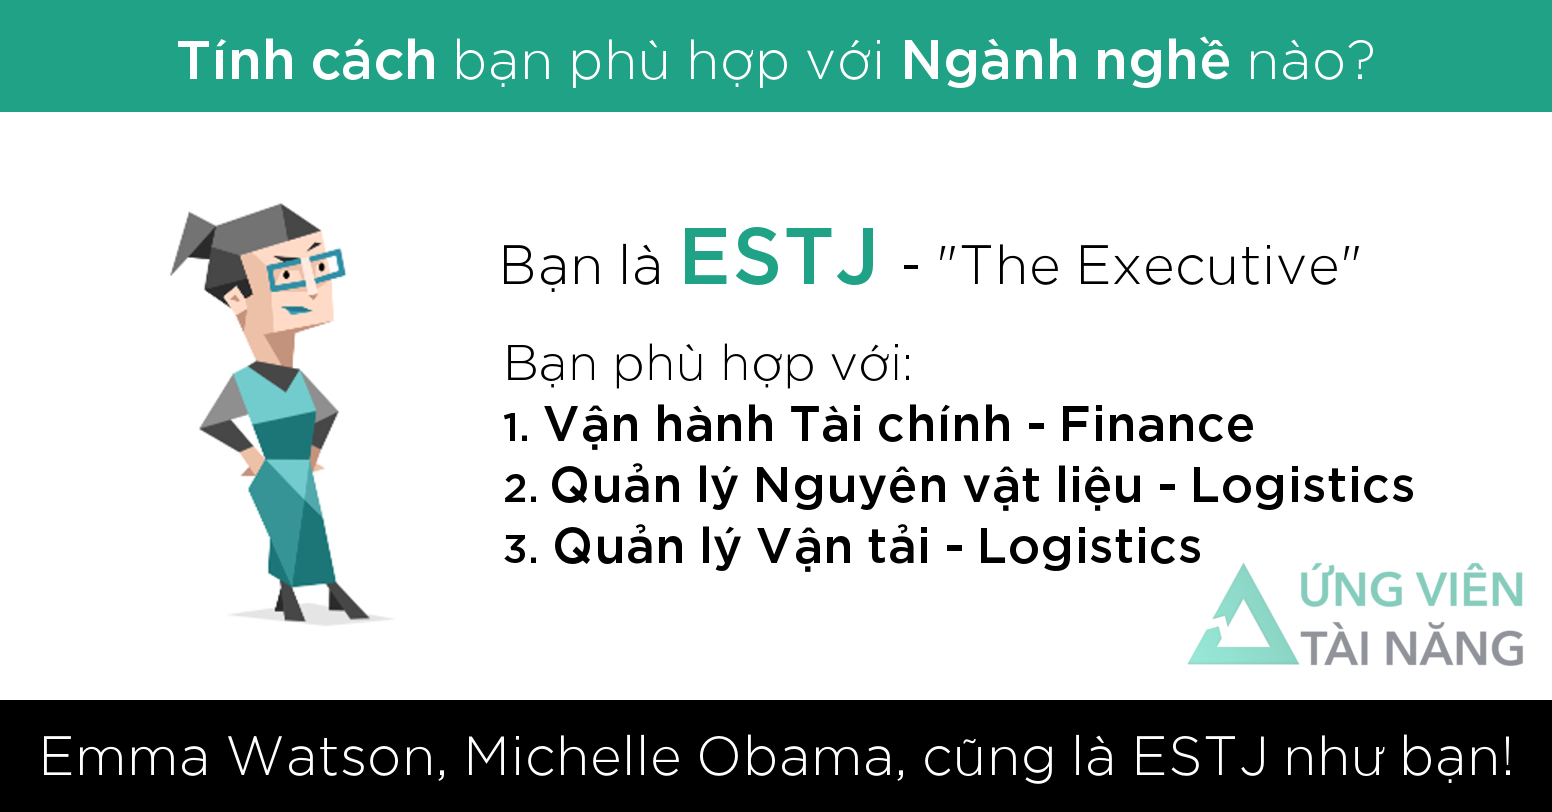 Tính cách bạn phù hợp với Ngành nghề nào?
Bạn là ESTJ - "The Executive"
Bạn phù hợp với:
1. Vận hành Tài chính - Finance
2. Quản lý Nguyên vật liệu - Logistics
3. Quản lý Vận tải - Logistics
ỨNG VIÊN
TÀI NĂNG
Emma Watson, Michelle Obama, cũng là ESTJ như bạn!